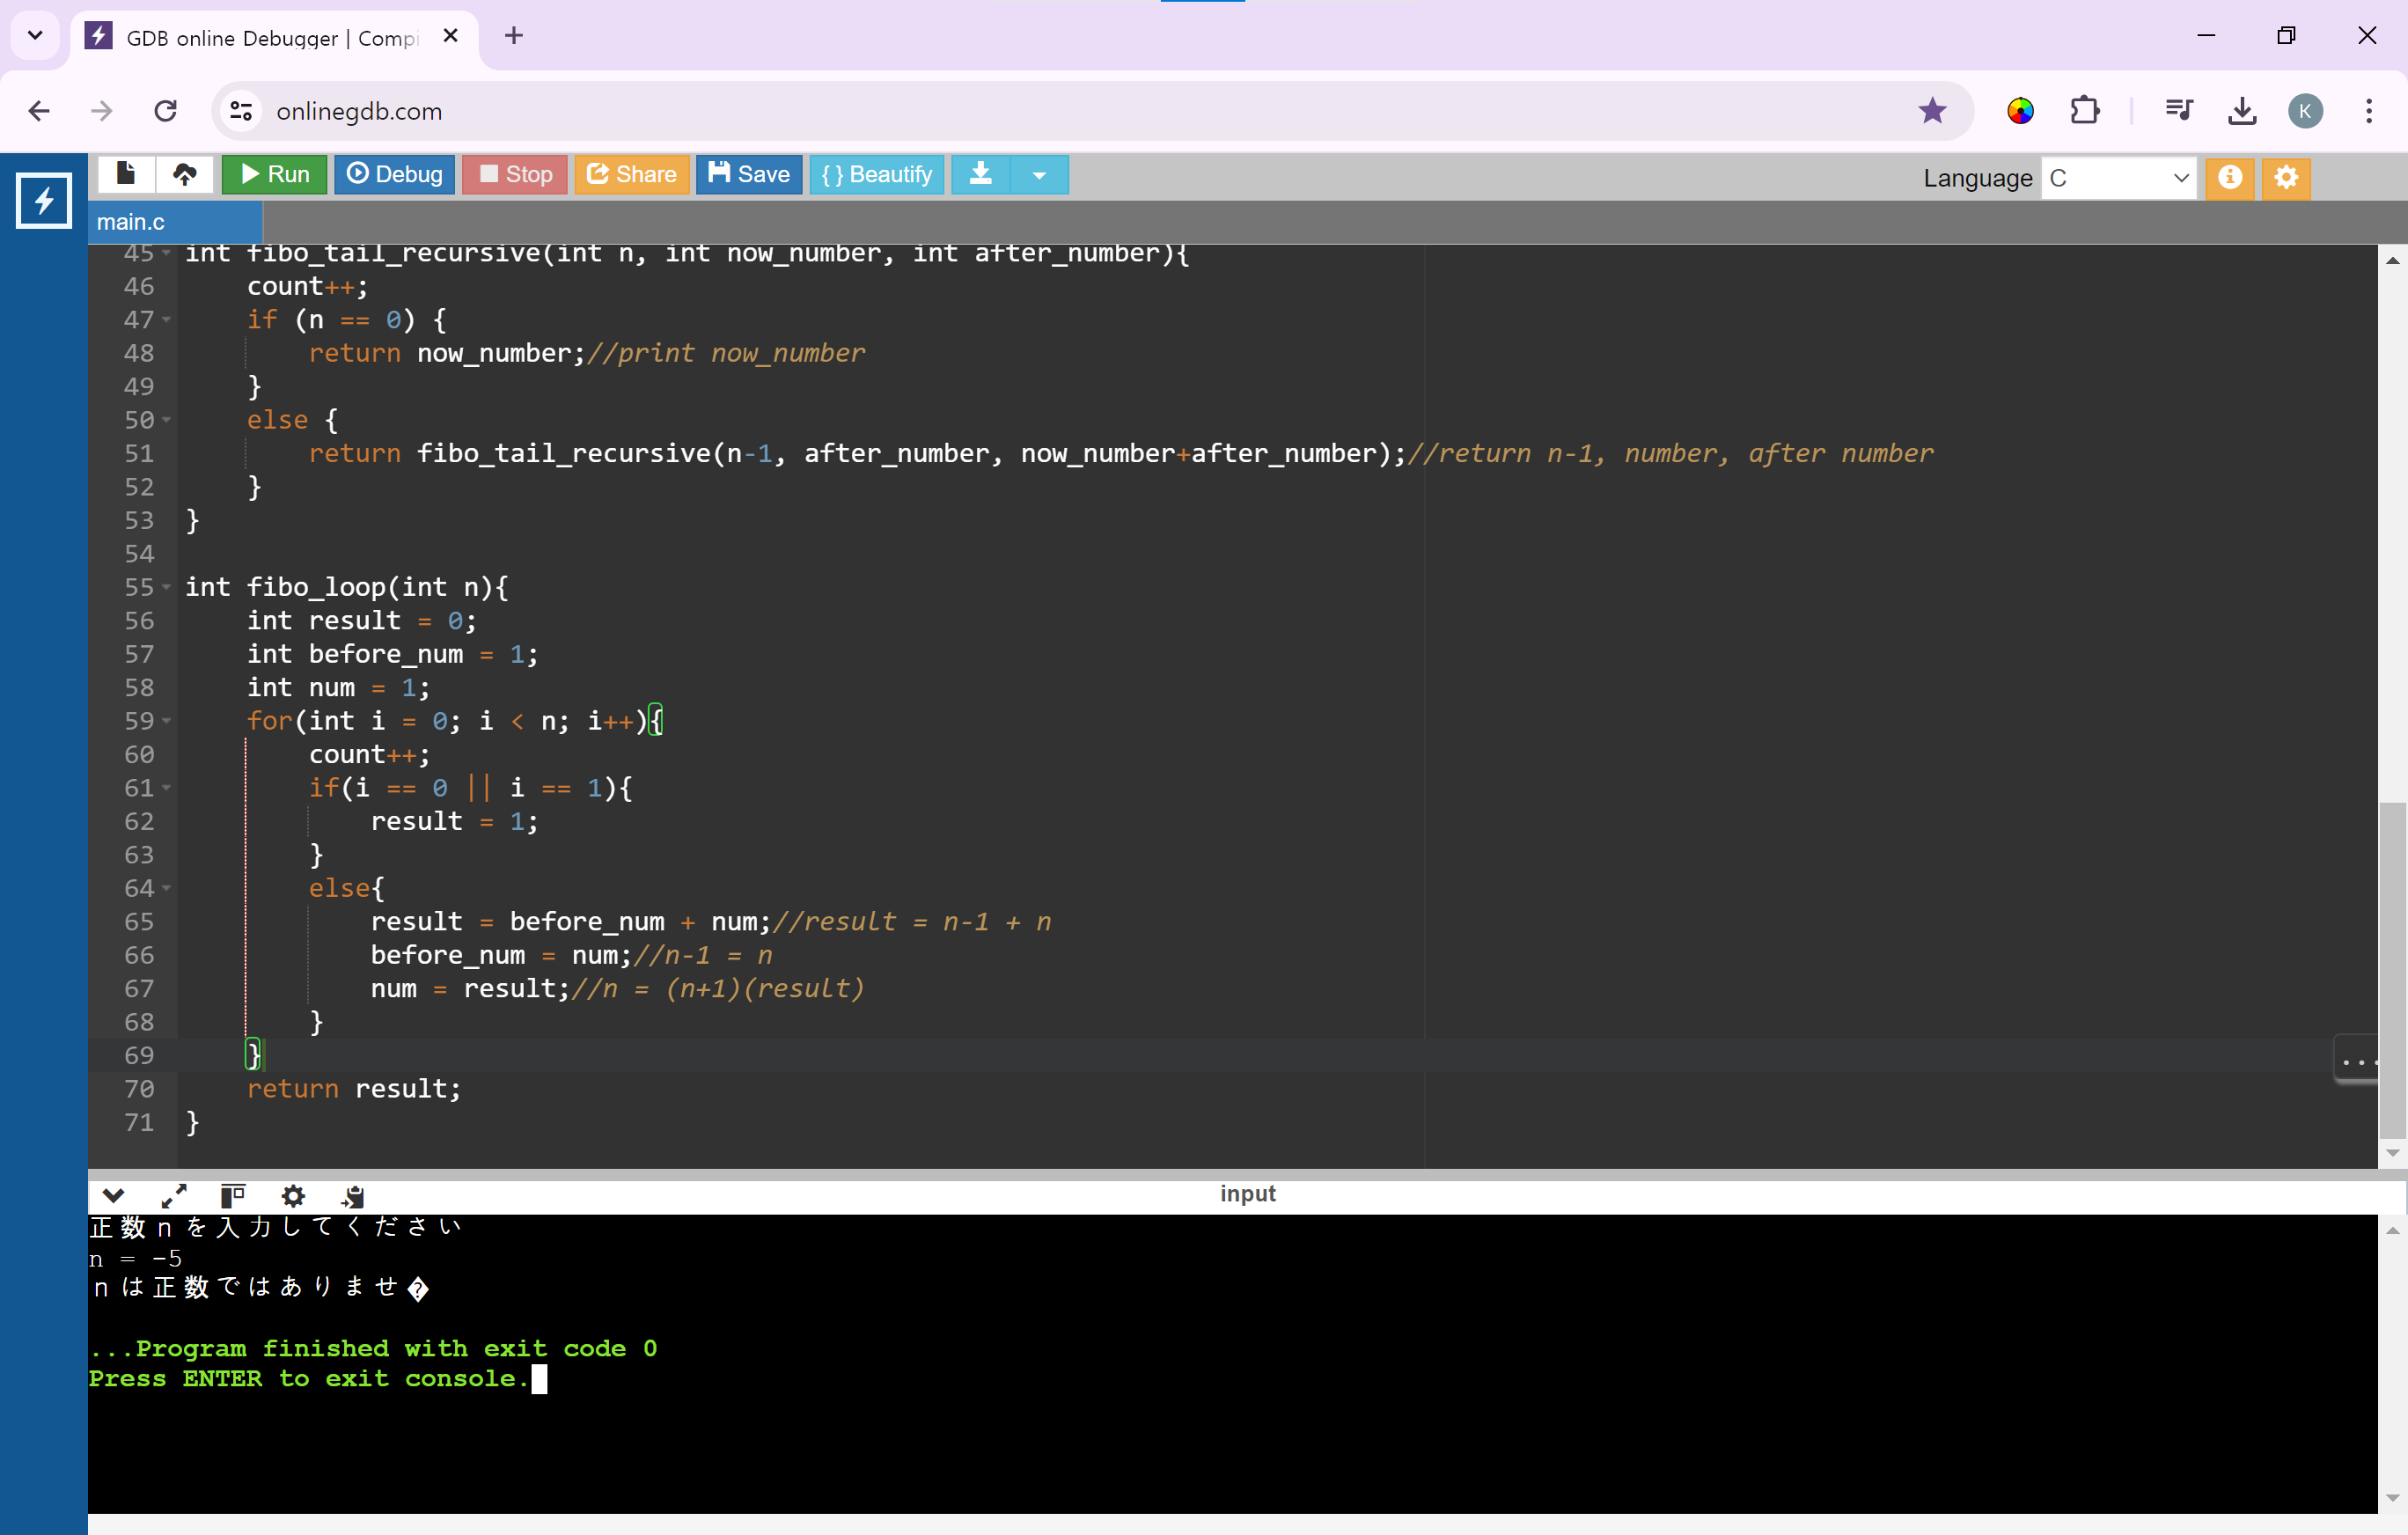 GDB online Debugger | Comp
onlinegdb.com
K
Run Debug Stop Share Save { } Beautify Language C
main.c
45 int fibo_tail_recursive(int n, int now_number, int after_number){
46 count++;
47 if (n == 0) {
48 return now_number;//print now_number
49 }
50 else {
51 return fibo_tail_recursive(n-1, after_number, now_number+after_number);//return n-1, number, after number
52 }
53 }
54
55 int fibo_loop(int n){
56 int result = 0;
57 int before_num = 1;
58 int num = 1;
59 for(int i = 0; i < n; i++){
60 count++;
61 if(i == 0 || i == 1){
62 result = 1;
63 }
64 else{
65 result = before_num + num;//result = n-1 + n
66 before_num = num;//n-1 = n
67 num = result;//n = (n+1)(result)
68 }
69 }
70 return result;
71 }
input
正数nを入力してください
n = -5
nは正数ではありませ�
...Program finished with exit code 0
Press ENTER to exit console.